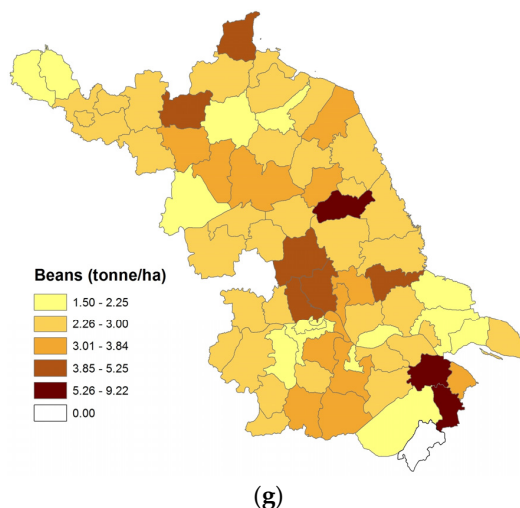 Beans (tonne/ha)
1.50 - 2.25
2.26 - 3.00
3.01 - 3.84
3.85 - 5.25
5.26 - 9.22
0.00
(g)